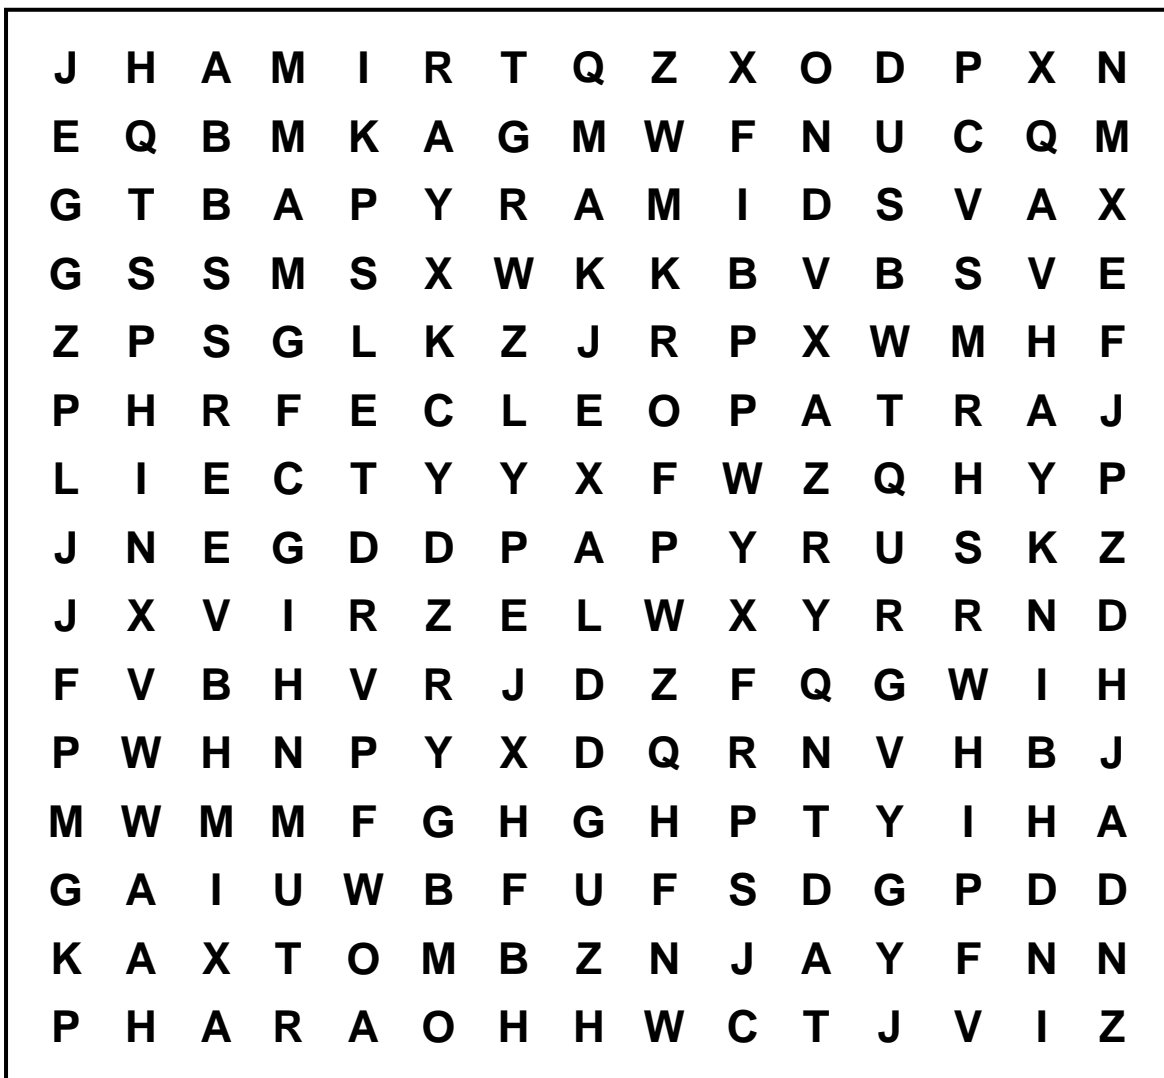 J H A M I R T Q Z X O D P X N
E Q B M K A G M W F N U C Q M
G T B A P Y R A M I D S V A X
G S S M S X W K K B V B S V E
Z P S G L K Z J R P X W M H F
P H R F E C L E O P A T R A J
L I E C T Y Y X F W Z Q H Y P
J N E G D D P A P Y R U S K Z
J X V I R Z E L W X Y R R N D
F V B H V R J D Z F Q G W I H
P W H N P Y X D Q R N V H B J
M W M M F G H G H P T Y I H A
G A I U W B F U F S D G P D D
K A X T O M B Z N J A Y F N N
P H A R A O H H W C T J V I Z